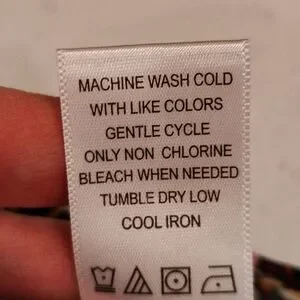 MACHINE WASH COLD
WITH LIKE COLORS
GENTLE CYCLE
ONLY NON CHLORINE
BLEACH WHEN NEEDED
TUMBLE DRY LOW
COOL IRON